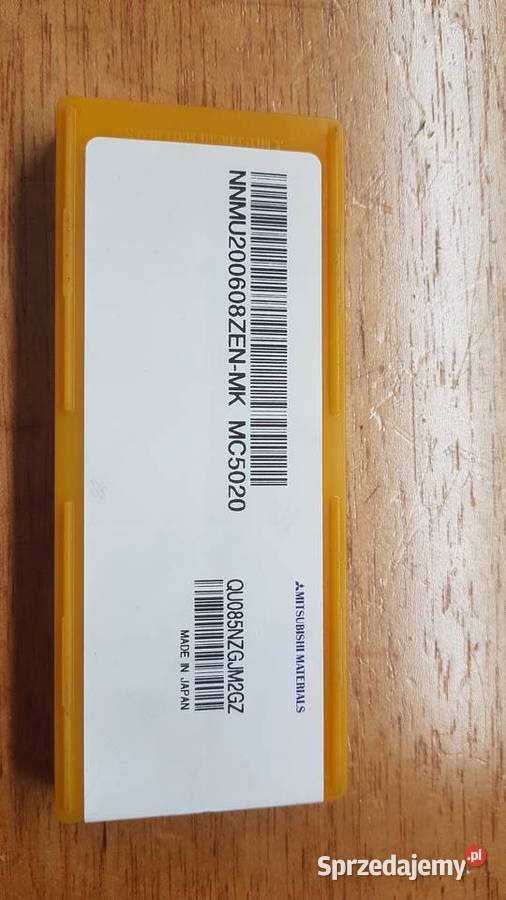 NNMU200608ZEN-MK MC5020
MITSUBISHI MATERIALS
QU085NZGJM2GZ
MADE IN JAPAN
Sprzedajemy.pl